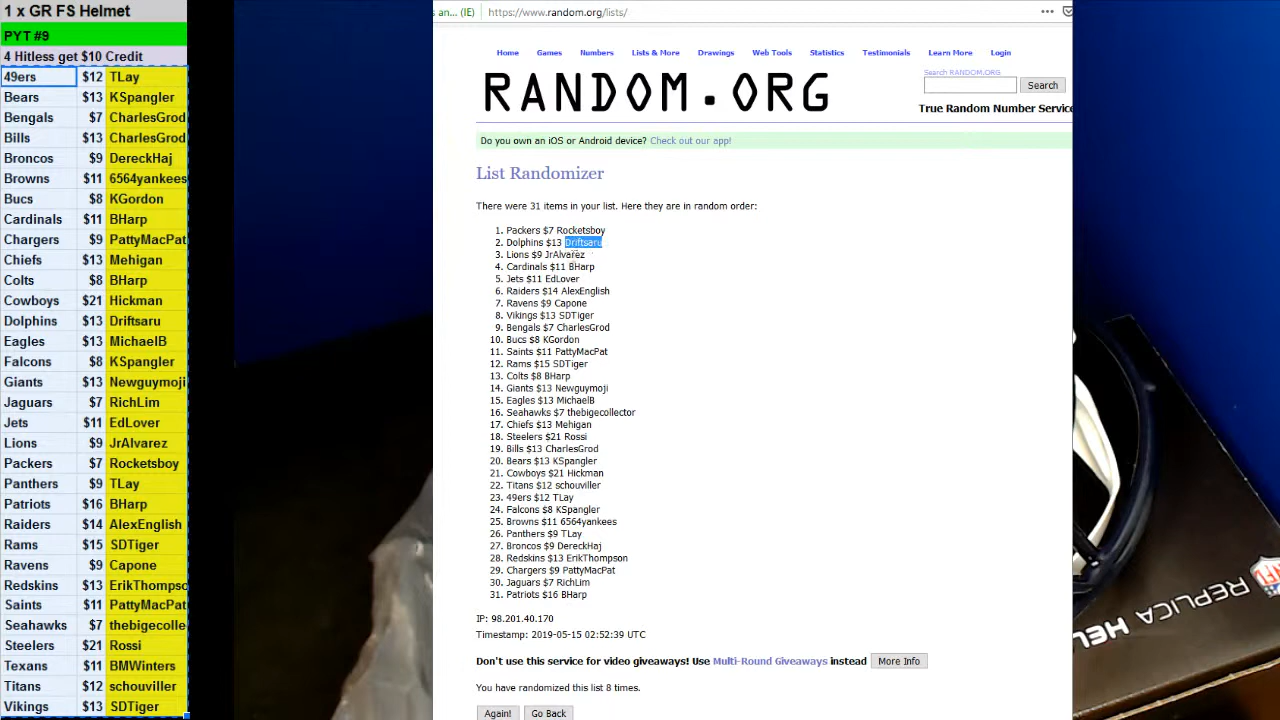 1 x GR FS Helmet
PYT #9
4 Hitless get $10 Credit
49ers $12 TLay
Bears $13 KSpangler
Bengals $7 CharlesGrod
Bills $13 CharlesGrod
Broncos $9 DereckHaj
Browns $11 6564yankees
Bucs $8 KGordon
Cardinals $11 BHarp
Chargers $9 PattyMacPat
Chiefs $13 Mehigan
Colts $8 BHarp
Cowboys $21 Hickman
Dolphins $13 Driftsaru
Eagles $13 MichaelB
Falcons $8 KSpangler
Giants $13 Newguymoji
Jaguars $7 RichLim
Jets $11 EdLover
Lions $9 JrAlvarez
Packers $7 Rocketsboy
Panthers $9 TLay
Patriots $16 BHarp
Raiders $14 AlexEnglish
Rams $15 SDTiger
Ravens $9 Capone
Redskins $13 ErikThompso
Saints $11 PattyMacPat
Seahawks $7 thebigecolle
Steelers $21 Rossi
Texans $11 BMWinters
Titans $12 schouviller
Vikings $13 SDTiger
an... (IE) https://www.random.org/lists/
Home Games Numbers Lists & More Drawings Web Tools Statistics Testimonials Learn More Login
RANDOM.ORG
Search RANDOM.ORG
Search
True Random Number Service
Do you own an iOS or Android device? Check out our app!
List Randomizer
There were 31 items in your list. Here they are in random order:
1. Packers $7 Rocketsboy
2. Dolphins $13 Driftsaru
3. Lions $9 JrAlvarez
4. Cardinals $11 BHarp
5. Jets $11 EdLover
6. Raiders $14 AlexEnglish
7. Ravens $9 Capone
8. Vikings $13 SDTiger
9. Bengals $7 CharlesGrod
10. Bucs $8 KGordon
11. Saints $11 PattyMacPat
12. Rams $15 SDTiger
13. Colts $8 BHarp
14. Giants $13 Newguymoji
15. Eagles $13 MichaelB
16. Seahawks $7 thebigecollector
17. Chiefs $13 Mehigan
18. Steelers $21 Rossi
19. Bills $13 CharlesGrod
20. Bears $13 KSpangler
21. Cowboys $21 Hickman
22. Titans $12 schouviller
23. 49ers $12 TLay
24. Falcons $8 KSpangler
25. Browns $11 6564yankees
26. Panthers $9 TLay
27. Broncos $9 DereckHaj
28. Redskins $13 ErikThompson
29. Chargers $9 PattyMacPat
30. Jaguars $7 RichLim
31. Patriots $16 BHarp
IP: 98.201.40.170
Timestamp: 2019-05-15 02:52:39 UTC
Don't use this service for video giveaways! Use Multi-Round Giveaways instead More Info
You have randomized this list 8 times.
Again! Go Back
REPLICA HEL
NFL